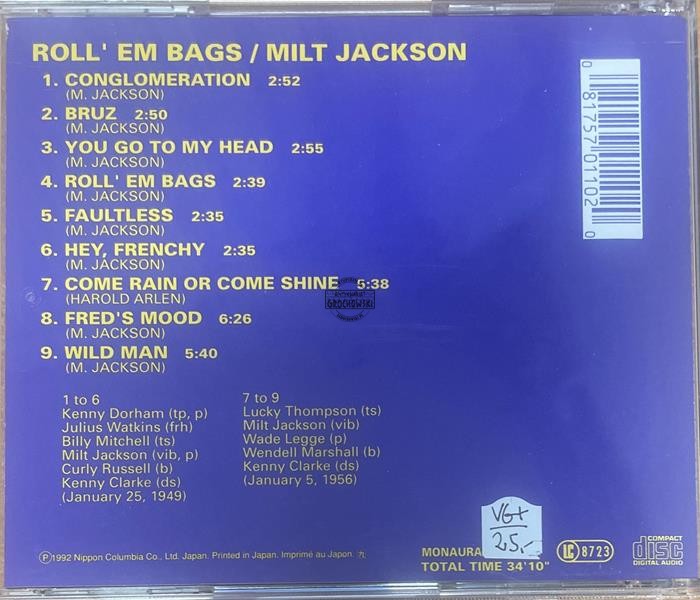 ROLL' EM BAGS / MILT JACKSON
1. CONGLOMERATION 2:52
(M. JACKSON)
2. BRUZ 2:50
(M. JACKSON)
3. YOU GO TO MY HEAD 2:55
(M. JACKSON)
4. ROLL' EM BAGS 2:39
(M. JACKSON)
5. FAULTLESS 2:35
(M. JACKSON)
6. HEY, FRENCHY 2:35
(M. JACKSON)
7. COME RAIN OR COME SHINE 5:38
(HAROLD ARLEN)
8. FRED'S MOOD 6:26
(M. JACKSON)
9. WILD MAN 5:40
(M. JACKSON)
0 81757 01102 0
GROCHOWSKI
1 to 6
Kenny Dorham (tp, p)
Julius Watkins (frh)
Billy Mitchell (ts)
Milt Jackson (vib, p)
Curly Russell (b)
Kenny Clarke (ds)
(January 25, 1949)
7 to 9
Lucky Thompson (ts)
Milt Jackson (vib)
Wade Legge (p)
Wendell Marshall (b)
Kenny Clarke (ds)
(January 5, 1956)
VG+
25,-
Ⓟ1992 Nippon Columbia Co., Ltd. Japan. Printed in Japan. Imprimé au Japon. 九
MONAURA
TOTAL TIME 34'10"
LC 8723
COMPACT
disc
DIGITAL AUDIO